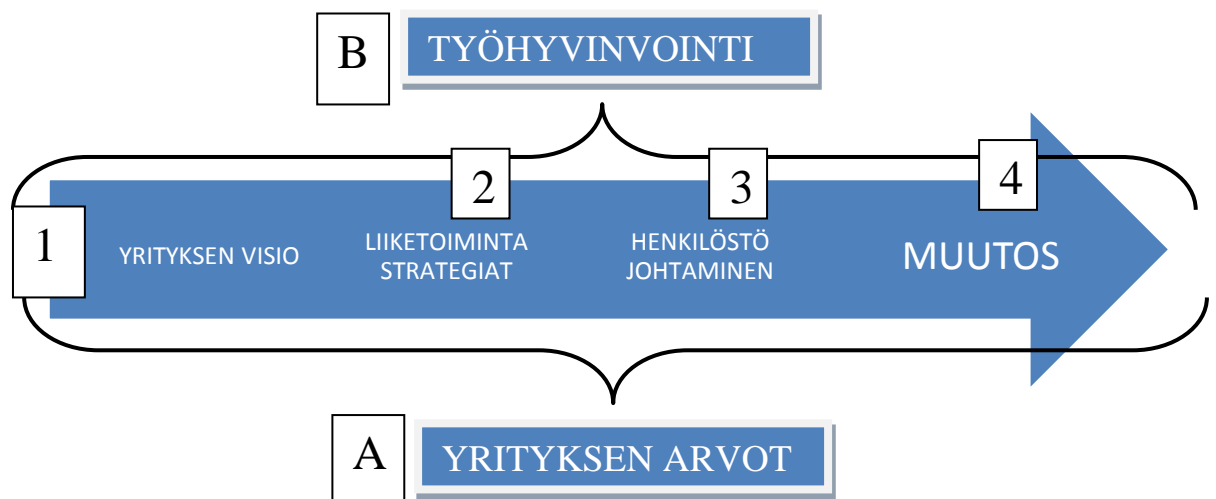 B
TYÖHYVINVOINTI
1
YRITYKSEN VISIO
2
LIIKETOIMINTA
STRATEGIAT
3
HENKILÖSTÖ
JOHTAMINEN
4
MUUTOS
A
YRITYKSEN ARVOT